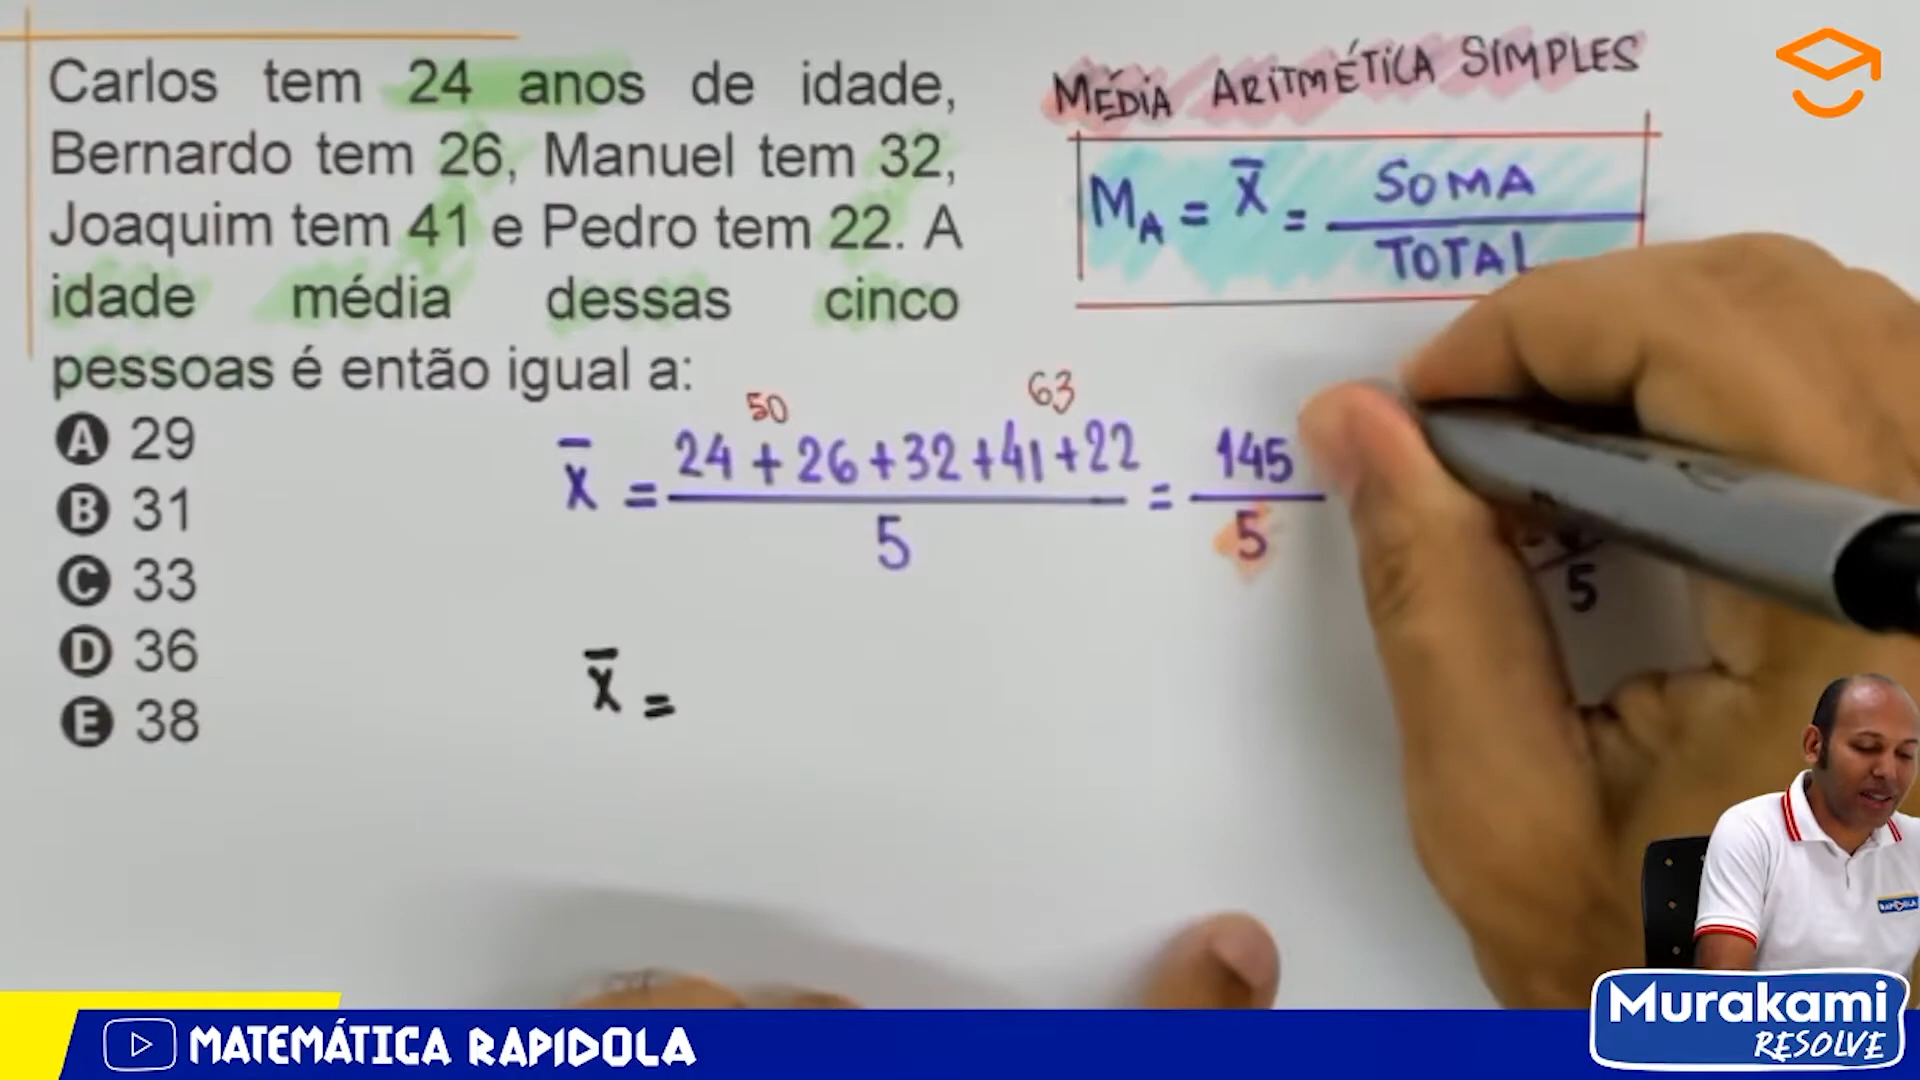 Carlos tem 24 anos de idade,
Bernardo tem 26, Manuel tem 32,
Joaquim tem 41 e Pedro tem 22. A
idade média dessas cinco
pessoas é então igual a:
A 29
B 31
C 33
D 36
E 38
MÉDIA ARITMÉTICA SIMPLES
M_A = x̄ = SOMA
TOTAL
50 63
x̄ = 24 + 26 + 32 + 41 + 22 = 145
5 5
5
x̄ =
RAPIDOLA
MATEMÁTICA RAPIDOLA
Murakami
RESOLVE